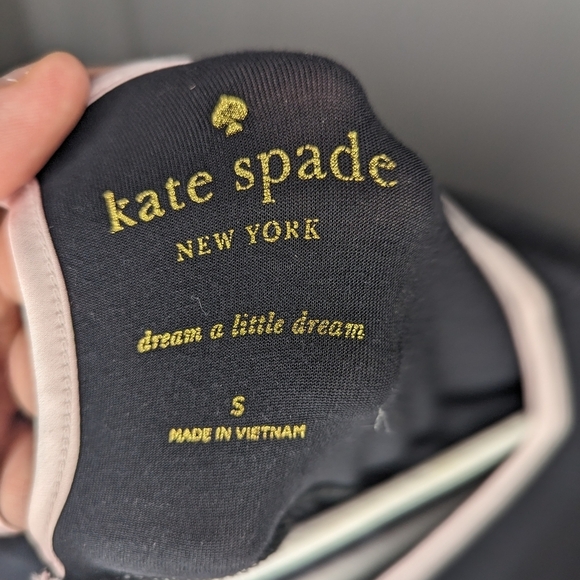 kate spade
NEW YORK
dream a little dream
S
MADE IN VIETNAM